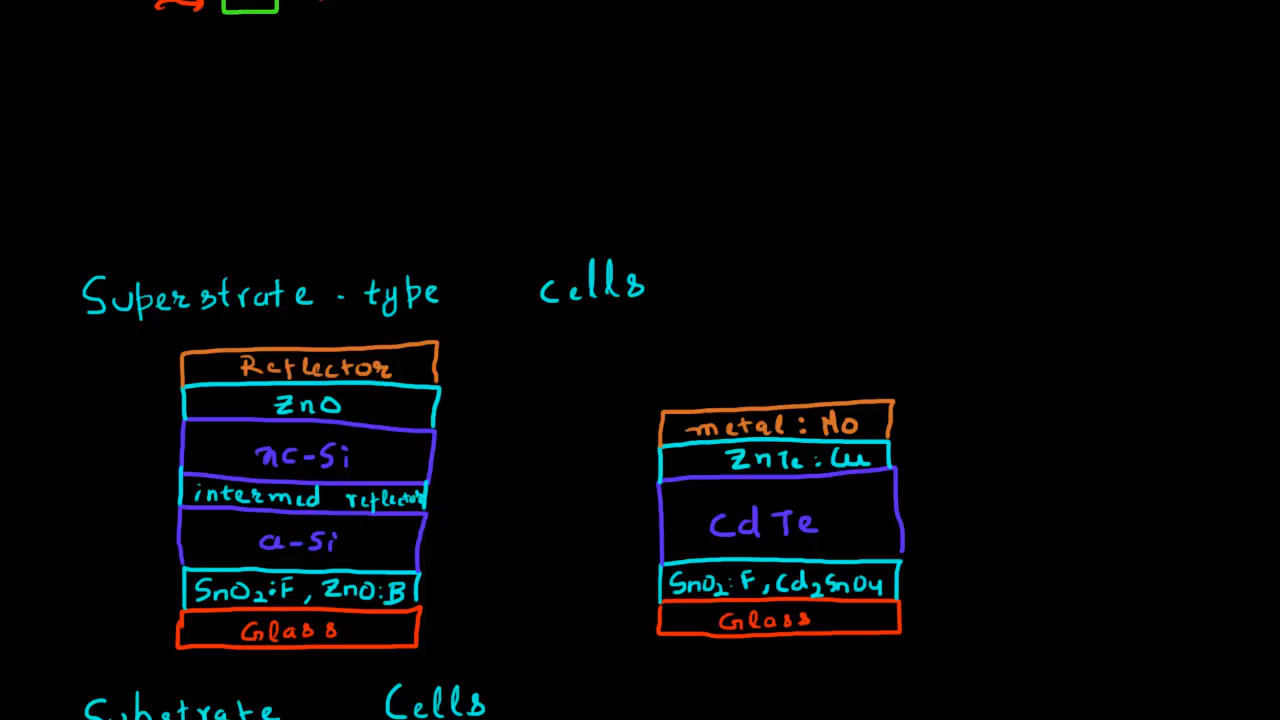 Superstrate-type cells
Reflector
ZnO
nc-Si
intermed reflector
a-Si
SnO2:F, ZnO:B
Glass
metal: Mo
ZnTe:Cu
CdTe
SnO2:F, Cd2SnO4
Glass
Substrate Cells